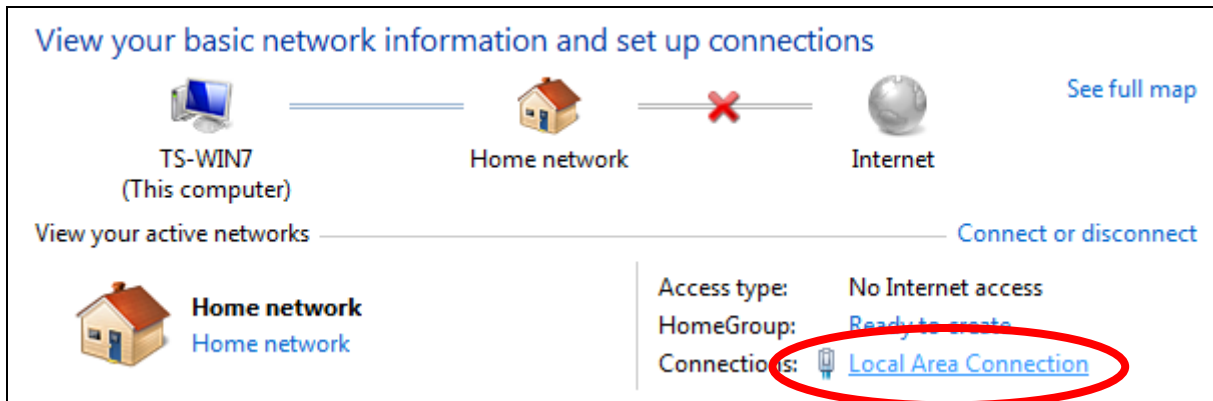 View your basic network information and set up connections
See full map
TS-WIN7
(This computer)
Home network
Internet
View your active networks
Connect or disconnect
Home network
Home network
Access type: No Internet access
HomeGroup: Ready to create
Connections: Local Area Connection